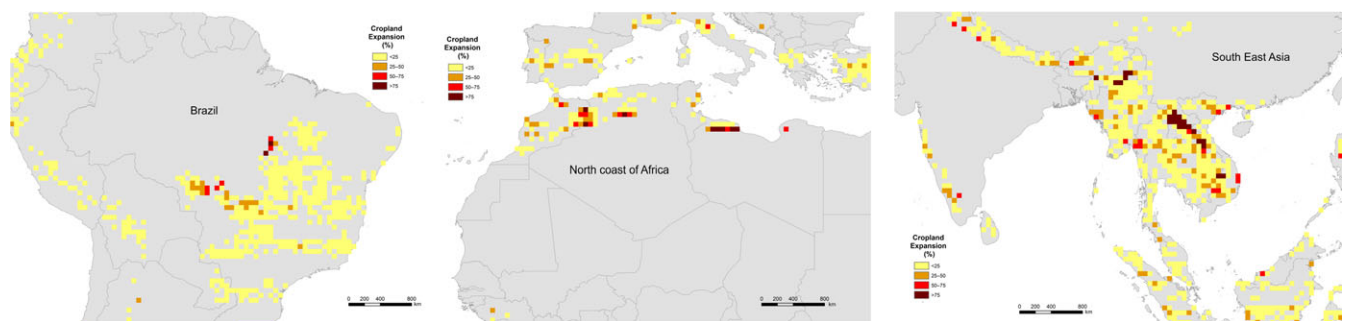 Brazil
Cropland
Expansion
(%)
<25
25–50
50–75
>75
0 200 400 800
km
North coast of Africa
Cropland
Expansion
(%)
<25
25–50
50–75
>75
0 200 400 800
km
South East Asia
Cropland
Expansion
(%)
<25
25–50
50–75
>75
0 200 400 800
km